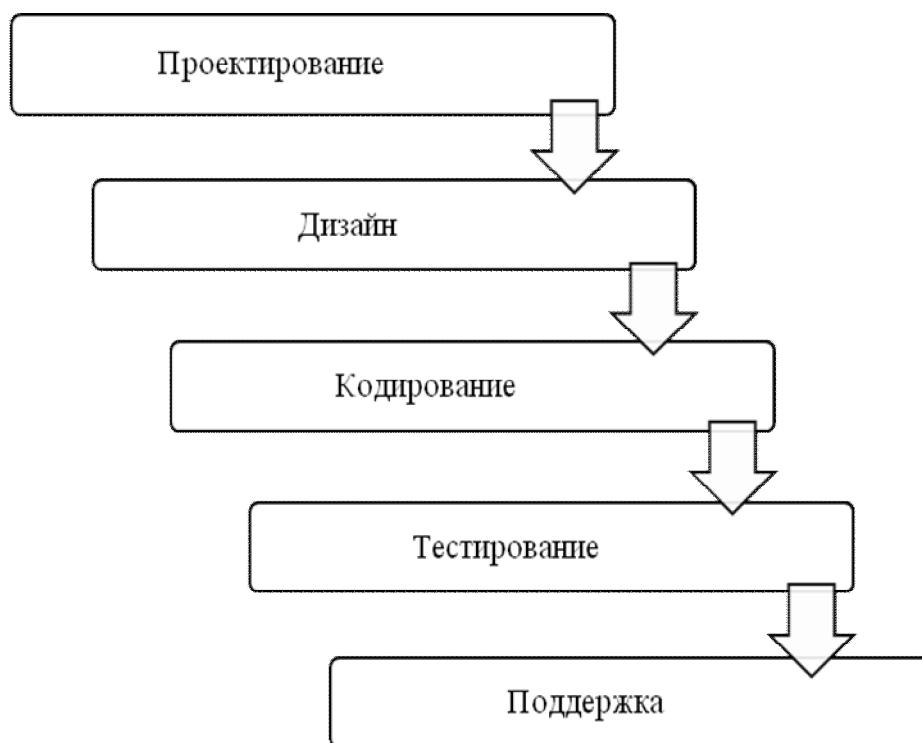 Проектирование
Дизайн
Кодирование
Тестирование
Поддержка